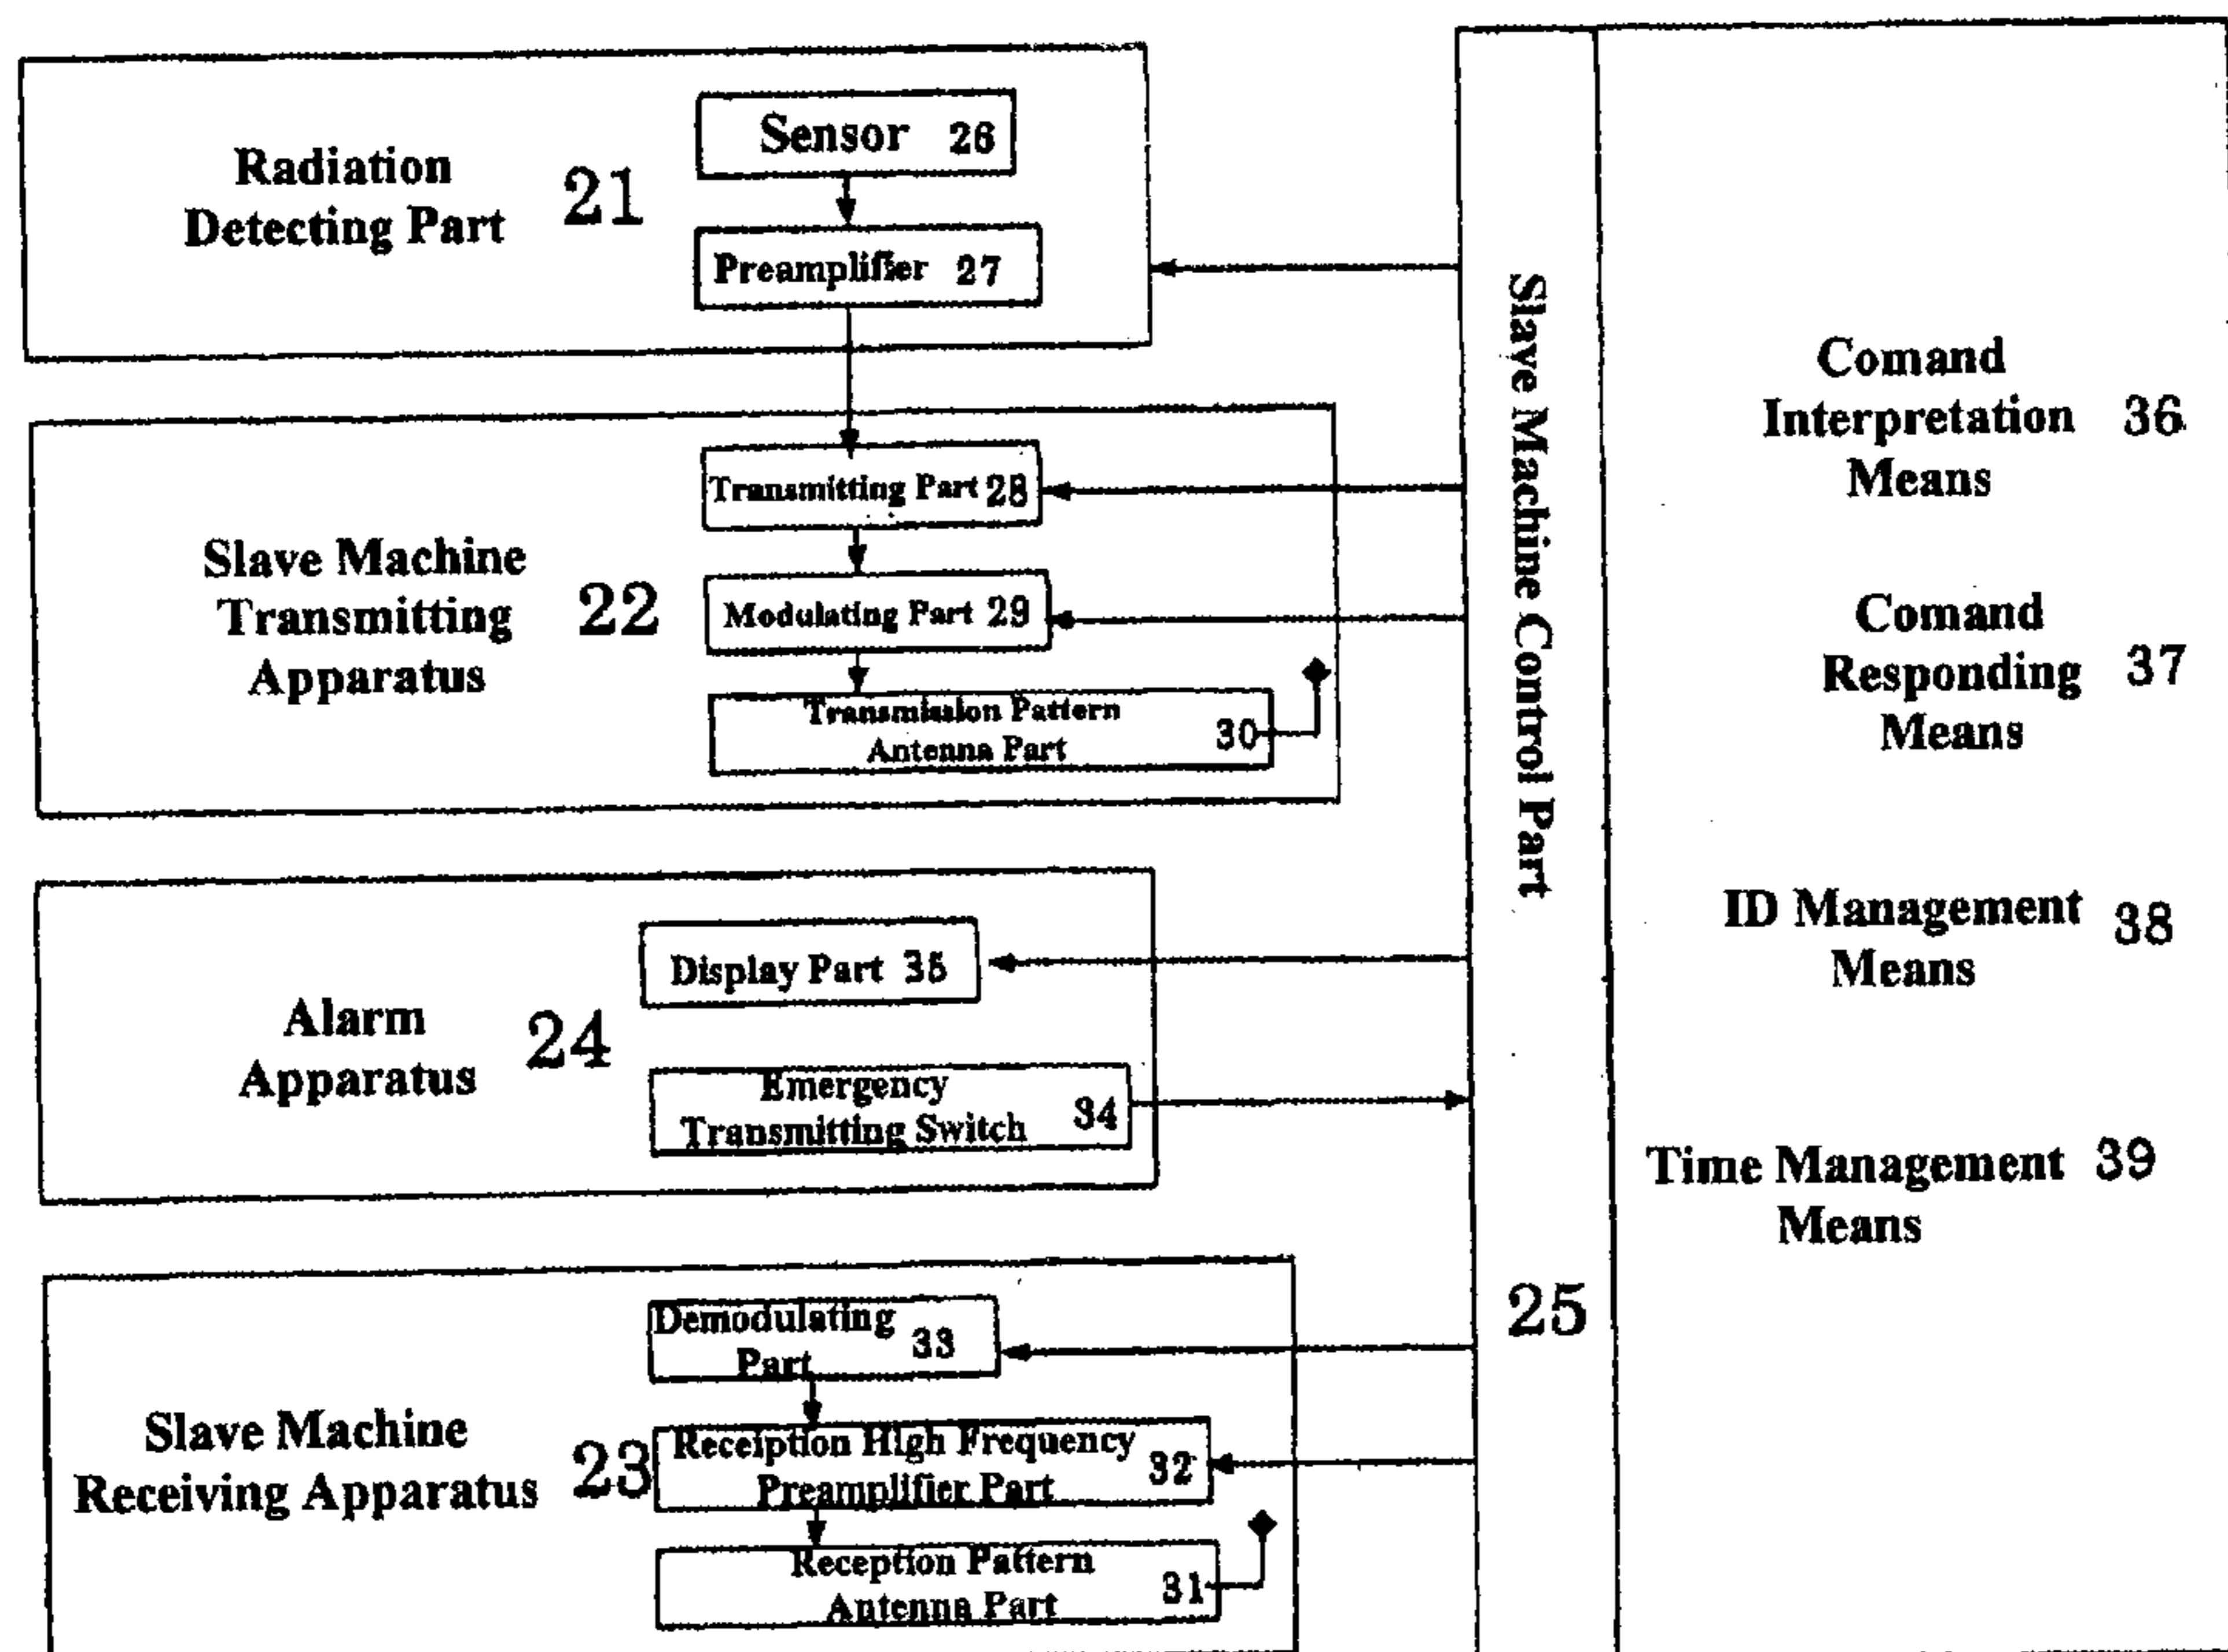 Radiation
Detecting Part 21
Sensor 26
Preamplifier 27
Slave Machine
Transmitting 22
Apparatus
Transmitting Part 28
Modulating Part 29
Transmission Pattern
Antenna Part 30
Alarm
Apparatus 24
Display Part 35
Emergency
Transmitting Switch 34
Slave Machine
Receiving Apparatus 23
Demodulating
Part 33
Receiption High Frequency
Preamplifier Part 32
Reception Pattern
Antenna Part 31
Slave Machine Control Part
25
Comand
Interpretation 36
Means
Comand
Responding 37
Means
ID Management 38
Means
Time Management 39
Means